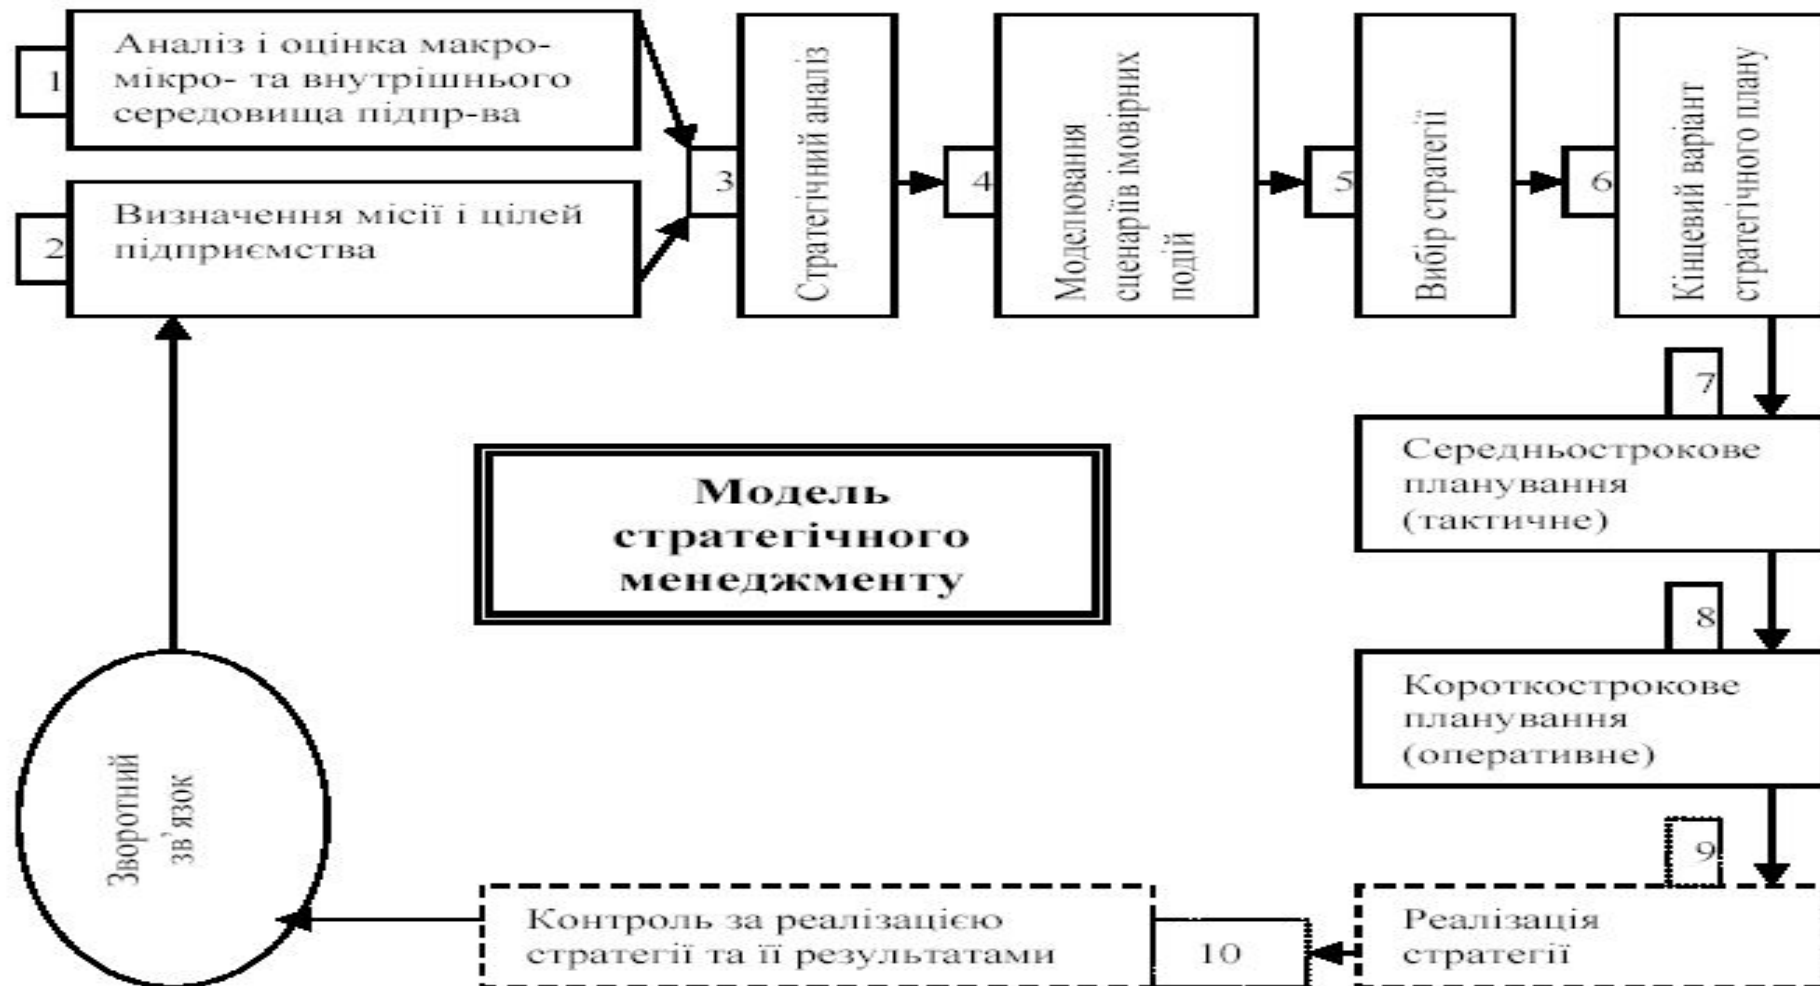 1
Аналіз і оцінка макро-
мікро- та внутрішнього
середовища підпр-ва
2
Визначення місії і цілей
підприємства
3
Стратегічний аналіз
4
Моделювання
сценаріїв імовірних
подій
5
Вибір стратегії
6
Кінцевий варіант
стратегічного плану
7
Середньострокове
планування
(тактичне)
8
Короткострокове
планування
(оперативне)
9
Реалізація
стратегії
10
Контроль за реалізацією
стратегії та її результатами
Зворотний
зв'язок
Модель
стратегічного
менеджменту